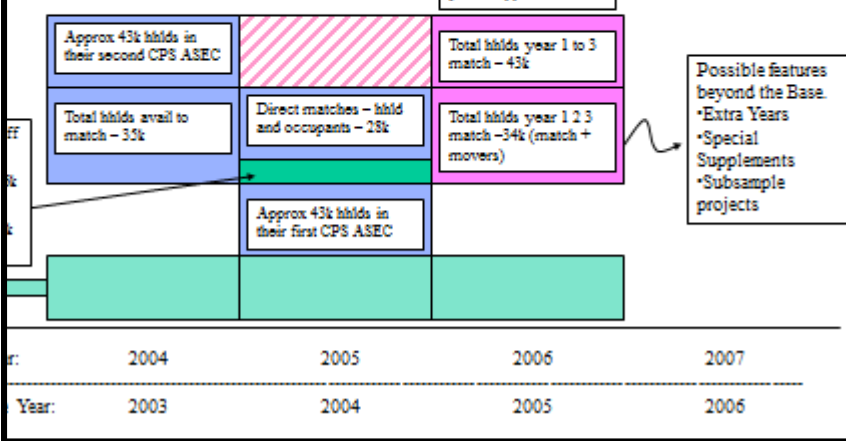 Approx 43k hhlds in
their second CPS ASEC
Total hhlds avail to
match – 35k
Direct matches – hhld
and occupants – 28k
Approx 43k hhlds in
their first CPS ASEC
Total hhlds year 1 to 3
match – 43k
Total hhlds year 1 2 3
match –34k (match +
movers)
Possible features
beyond the Base.
•Extra Years
•Special
Supplements
•Subsample
projects
r: 2004 2005 2006 2007
Year: 2003 2004 2005 2006